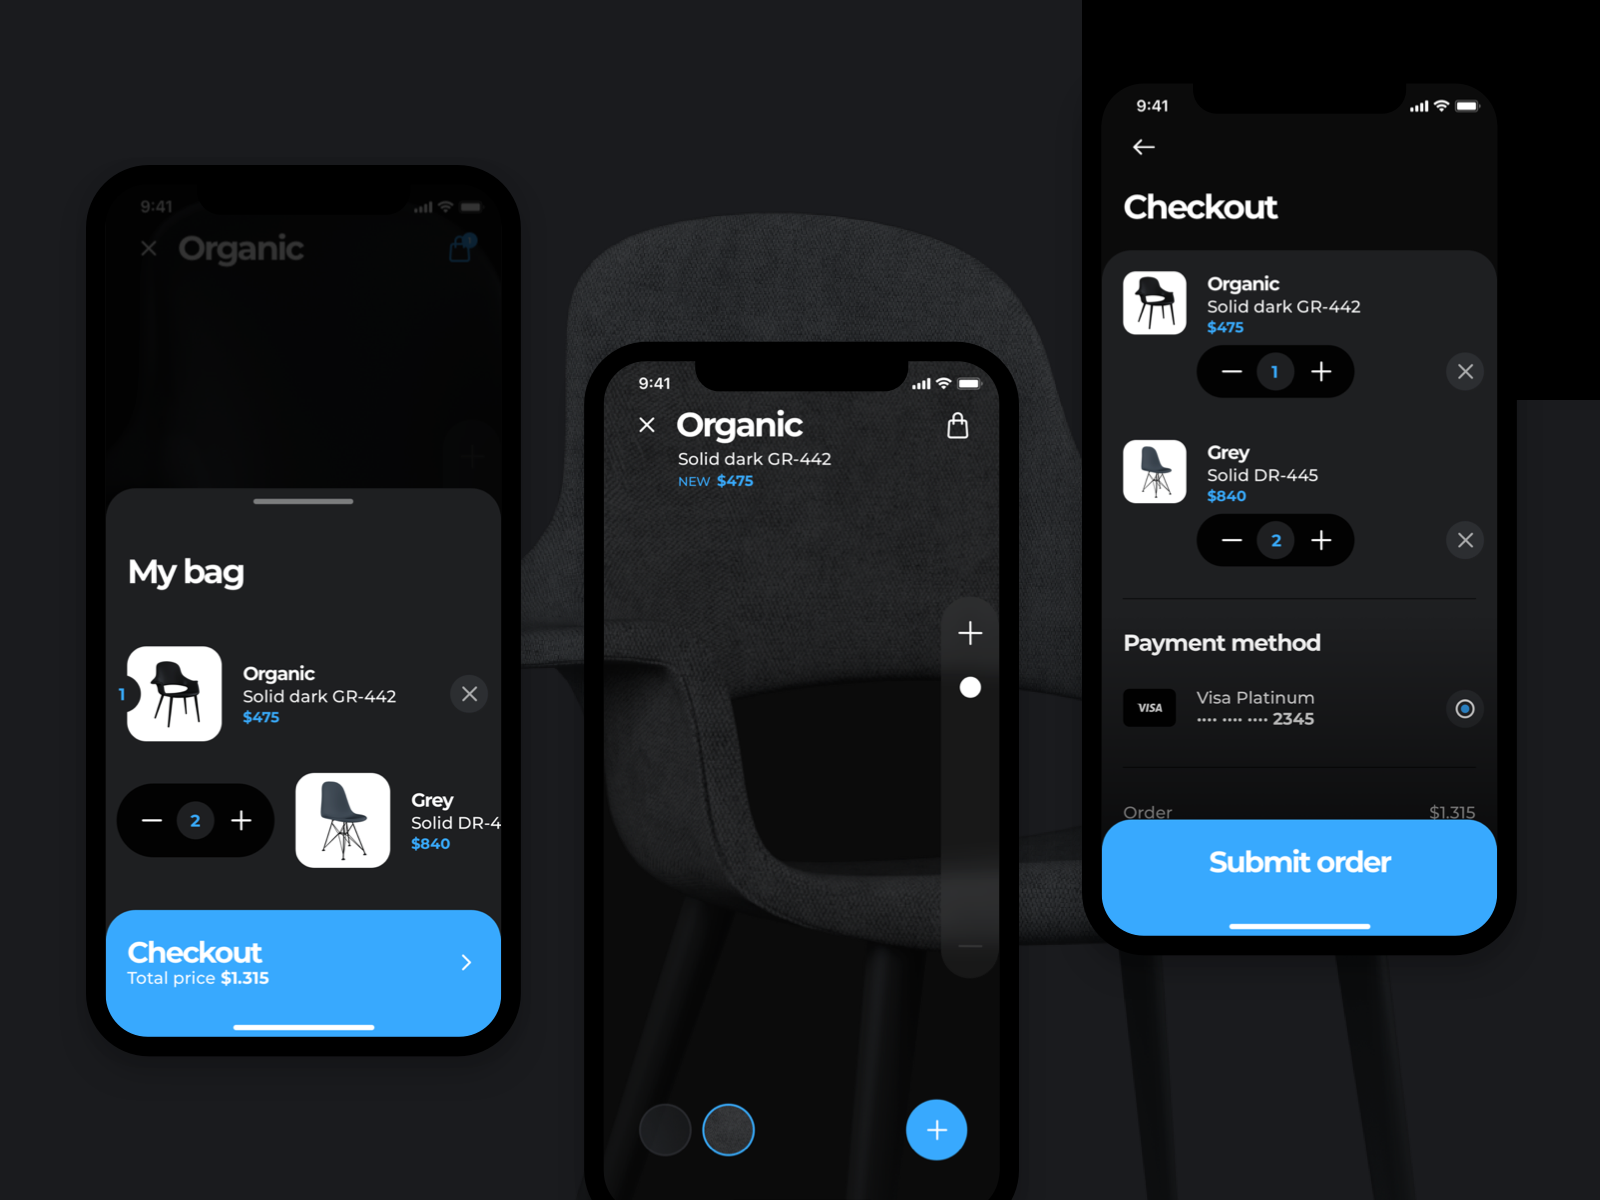 9:41
Organic
My bag
1
Organic
Solid dark GR-442
$475
2
Grey
Solid DR-4
$840
Checkout
Total price $1.315
9:41
Organic
Solid dark GR-442
NEW $475
9:41
Checkout
Organic
Solid dark GR-442
$475
1
Grey
Solid DR-445
$840
2
Payment method
VISA
Visa Platinum
•••• •••• •••• 2345
Order $1.315
Submit order